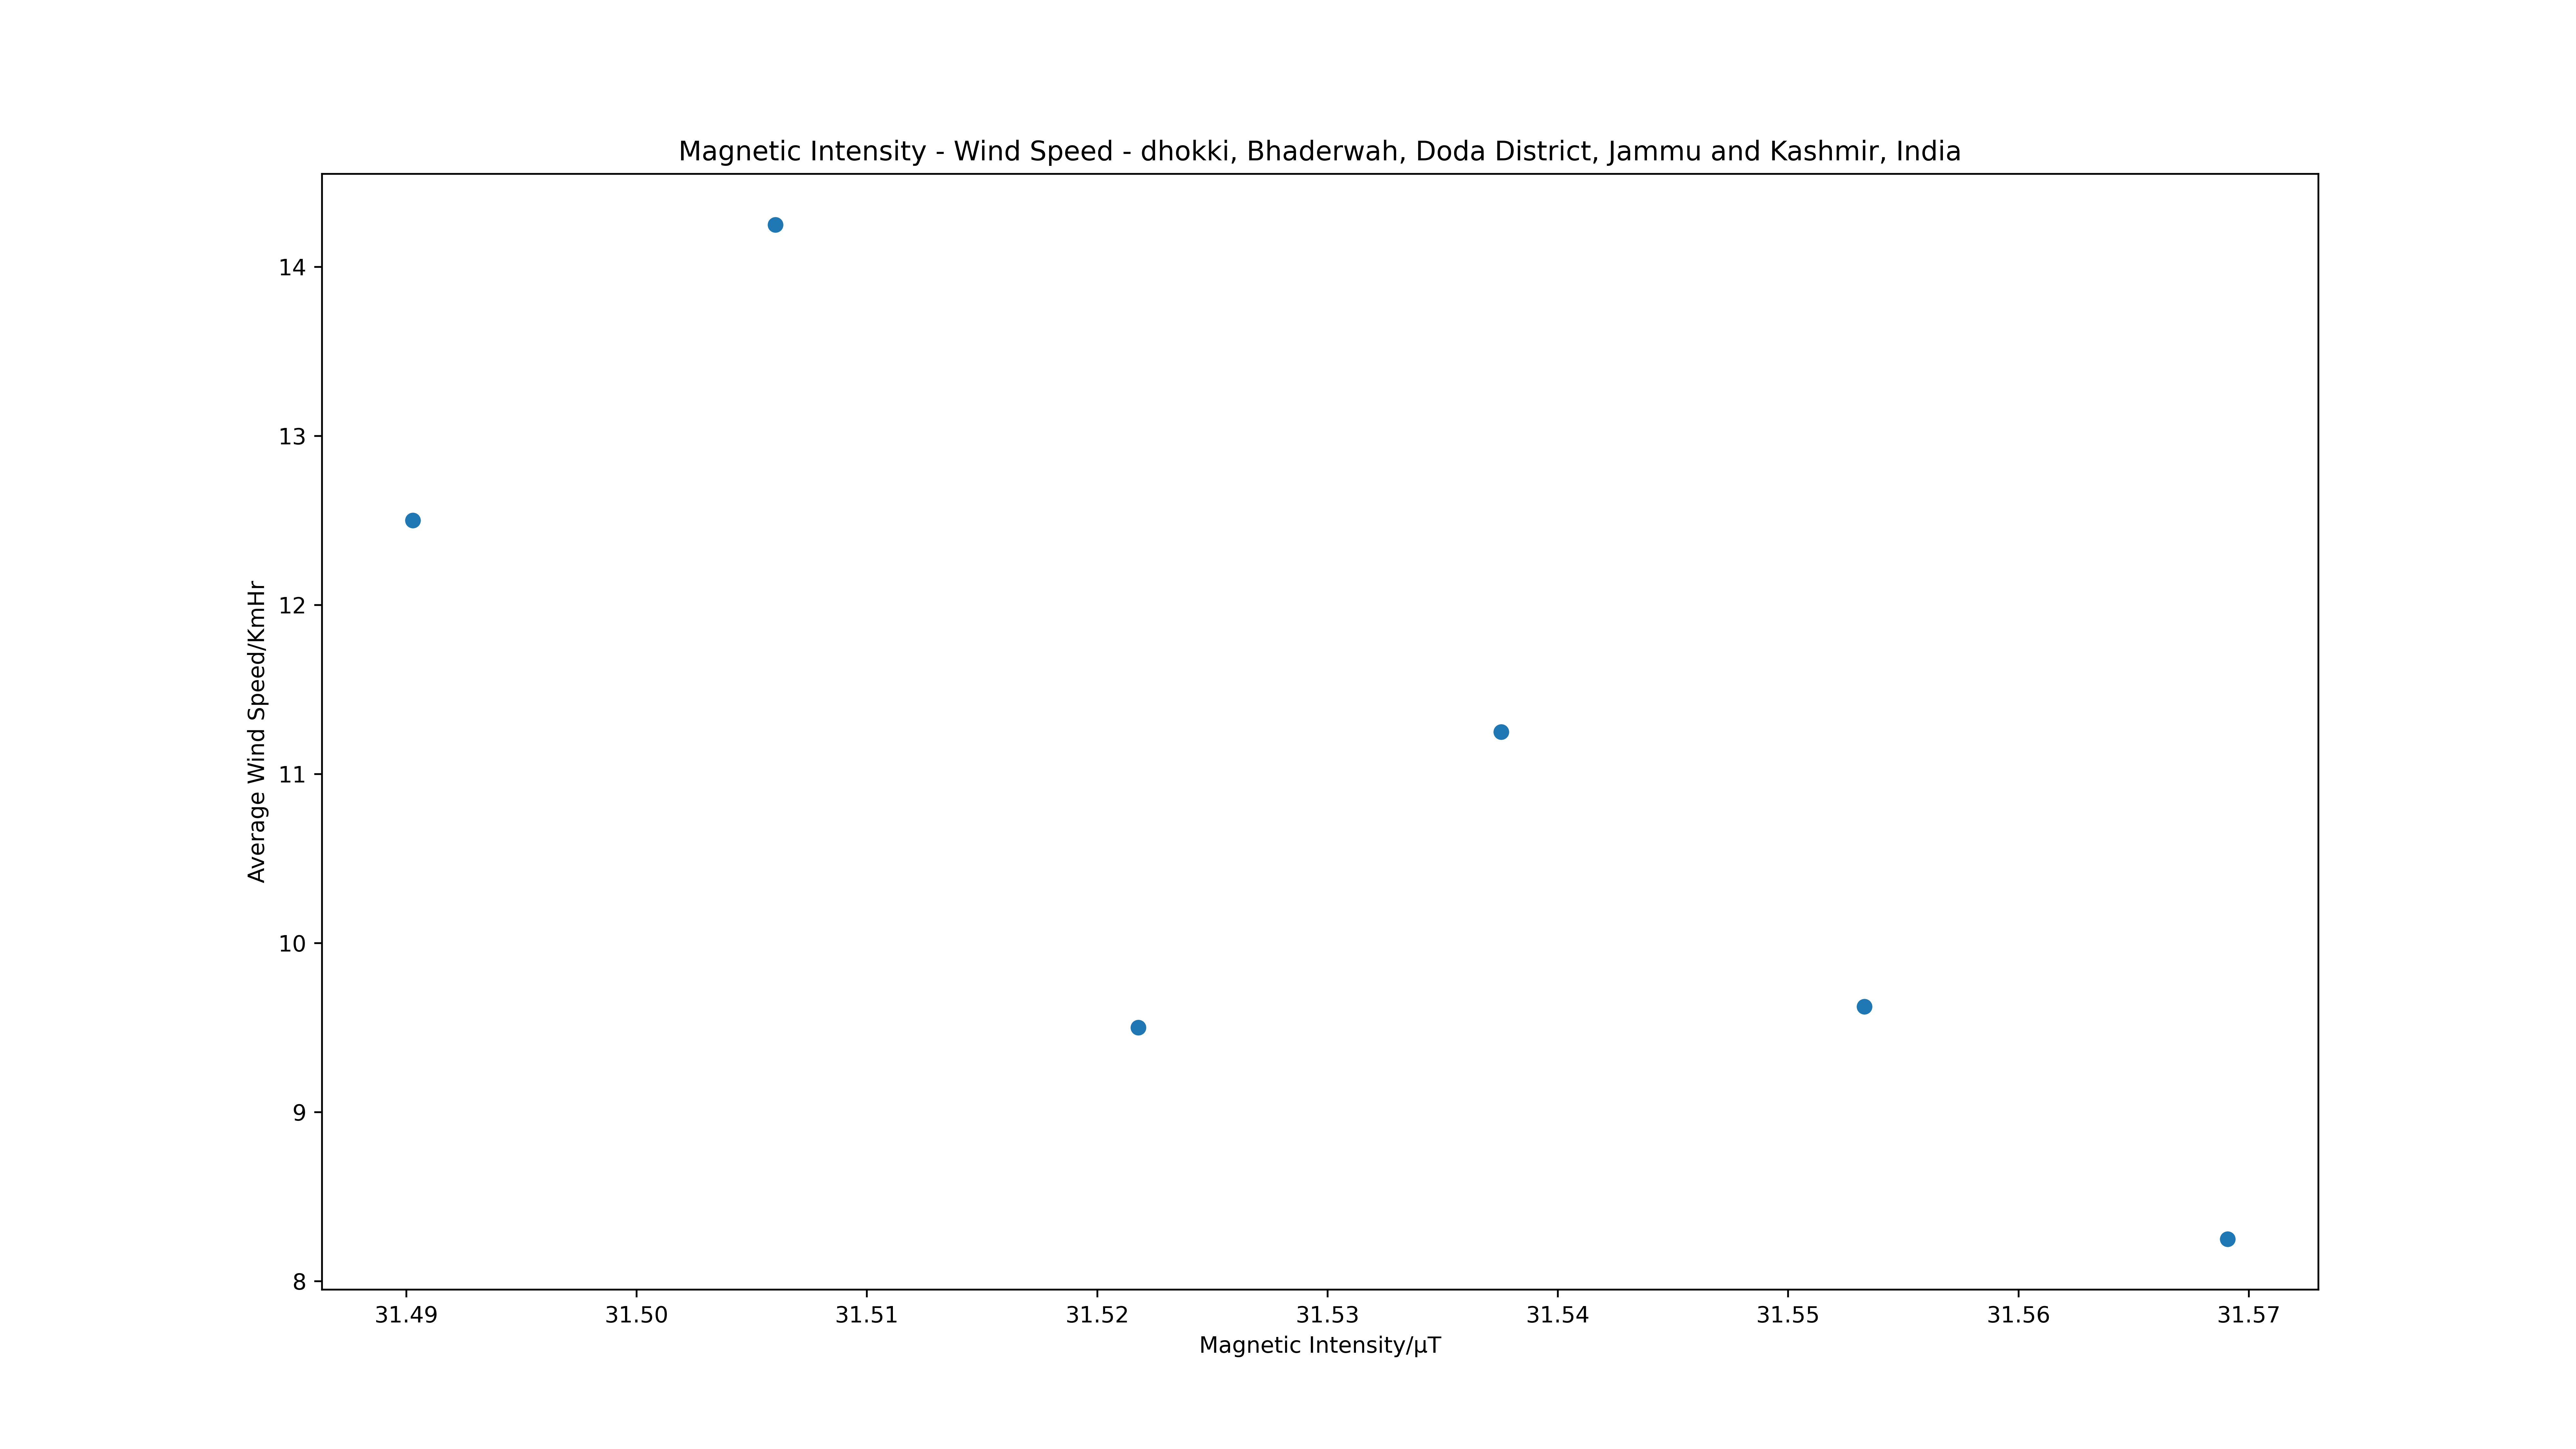 Magnetic Intensity - Wind Speed - dhokki, Bhaderwah, Doda District, Jammu and Kashmir, India
14
13
12
11
10
9
8
Average Wind Speed/KmHr
31.49 31.50 31.51 31.52 31.53 31.54 31.55 31.56 31.57
Magnetic Intensity/μT